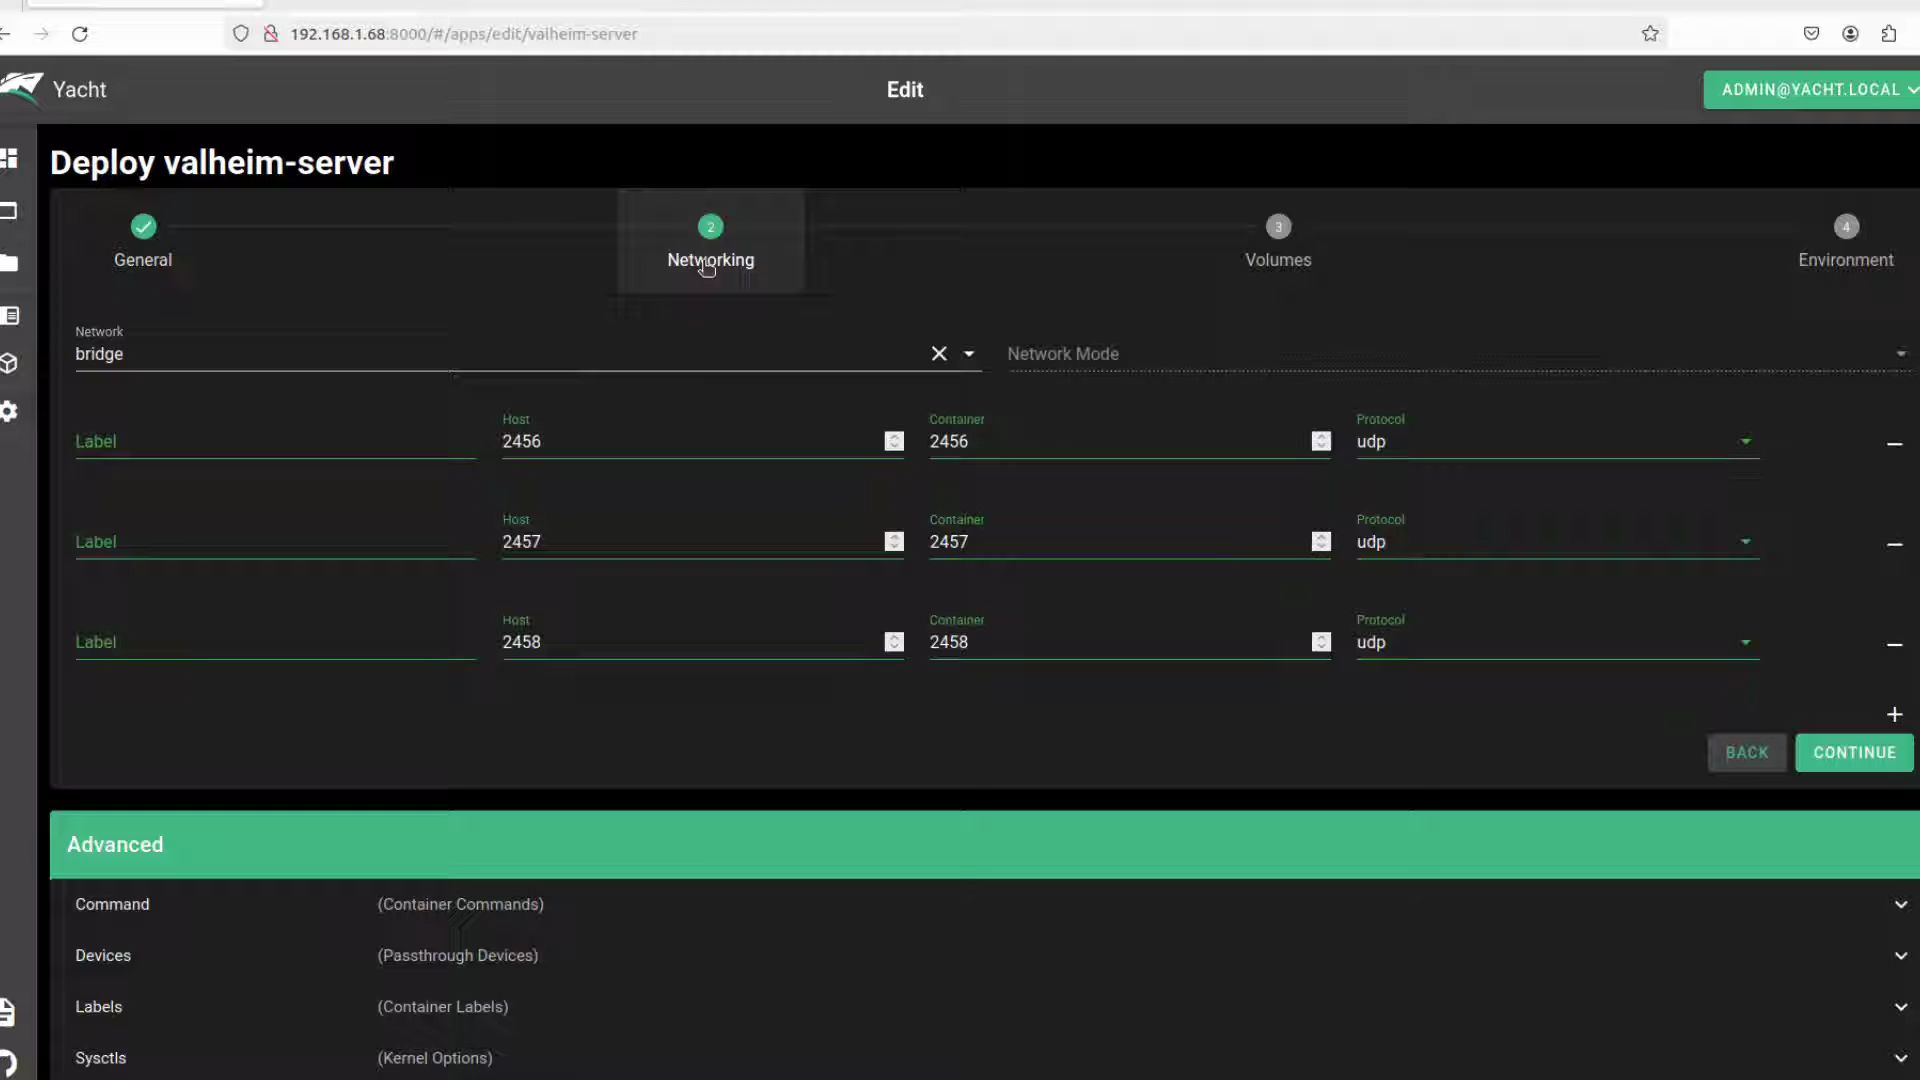 192.168.1.68:8000/#/apps/edit/valheim-server
Yacht
Edit
ADMIN@YACHT.LOCAL
Deploy valheim-server
2
3
4
General
Networking
Volumes
Environment
Network
bridge
Network Mode
Label
Host
2456
Container
2456
Protocol
udp
Label
Host
2457
Container
2457
Protocol
udp
Label
Host
2458
Container
2458
Protocol
udp
BACK
CONTINUE
Advanced
Command (Container Commands)
Devices (Passthrough Devices)
Labels (Container Labels)
Sysctls (Kernel Options)